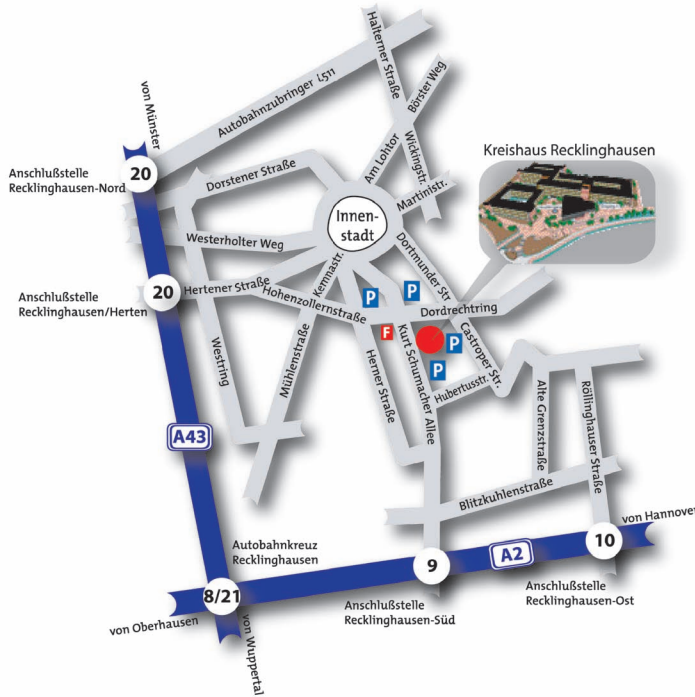 Halterner Straße
Börster Weg
von Münster
Autobahnzubringer L511
Am Lohtor
Wickingstr.
Kreishaus Recklinghausen
Anschlußstelle
Recklinghausen-Nord
20
Dorstener Straße
Martinistr.
Innen-
stadt
Westerholter Weg
Dortmunder Str
Kemnastr.
Anschlußstelle
Recklinghausen/Herten
20
Hertener Straße
Hohenzollernstraße
P
P
Dordrechtring
F
P
P
Westring
Mühlenstraße
Herner Straße
Kurt Schumacher Allee
Castroper Str.
Hubertusstr.
Alte Grenzstraße
Röllinghauser Straße
A43
Blitzkuhlenstraße
von Hannover
Autobahnkreuz
Recklinghausen
A2
10
9
8/21
Anschlußstelle
Recklinghausen-Ost
Anschlußstelle
Recklinghausen-Süd
von Oberhausen
von Wuppertal